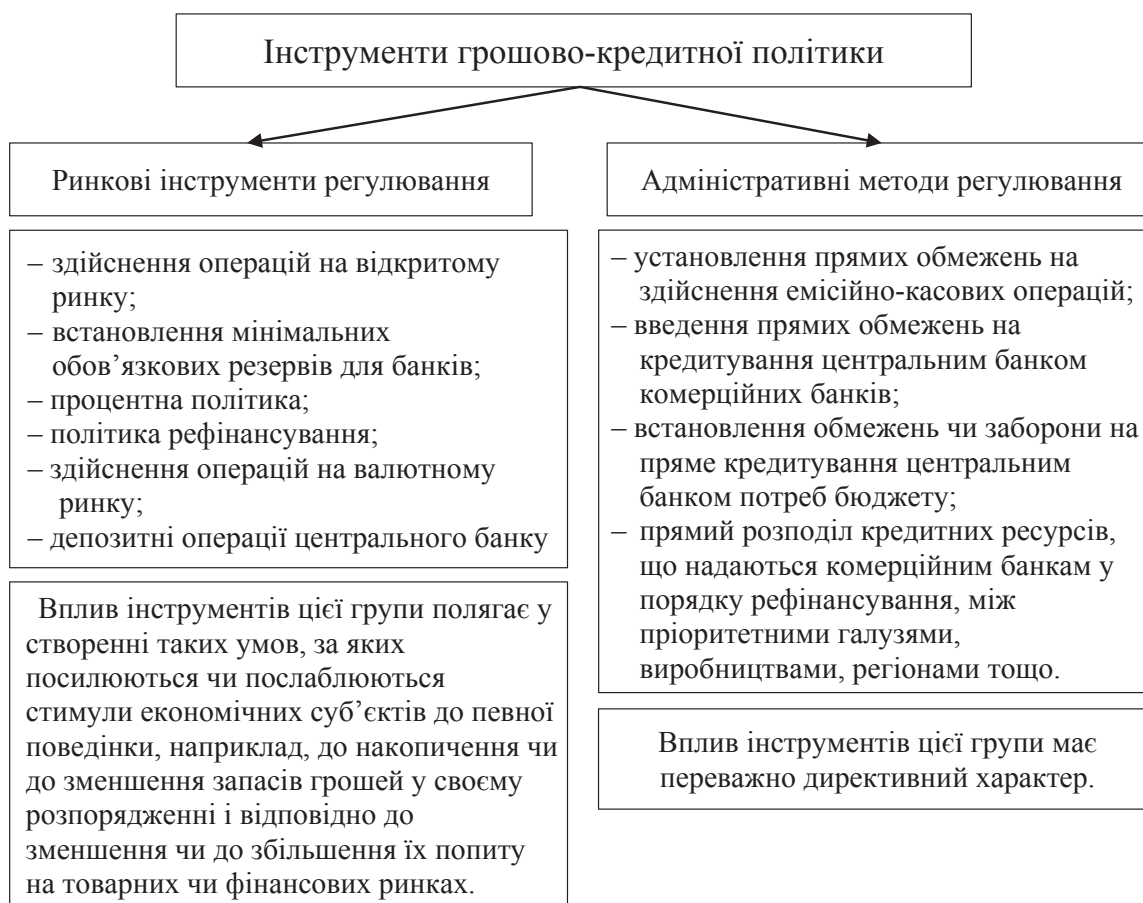 Інструменти грошово-кредитної політики
Ринкові інструменти регулювання
– здійснення операцій на відкритому
ринку;
– встановлення мінімальних
обов’язкових резервів для банків;
– процентна політика;
– політика рефінансування;
– здійснення операцій на валютному
ринку;
– депозитні операції центрального банку
Вплив інструментів цієї групи полягає у
створенні таких умов, за яких
посилюються чи послаблюються
стимули економічних суб’єктів до певної
поведінки, наприклад, до накопичення чи
до зменшення запасів грошей у своєму
розпорядженні і відповідно до
зменшення чи до збільшення їх попиту
на товарних чи фінансових ринках.
Адміністративні методи регулювання
– установлення прямих обмежень на
здійснення емісійно-касових операцій;
– введення прямих обмежень на
кредитування центральним банком
комерційних банків;
– встановлення обмежень чи заборони на
пряме кредитування центральним
банком потреб бюджету;
– прямий розподіл кредитних ресурсів,
що надаються комерційним банкам у
порядку рефінансування, між
пріоритетними галузями,
виробництвами, регіонами тощо.
Вплив інструментів цієї групи має
переважно директивний характер.